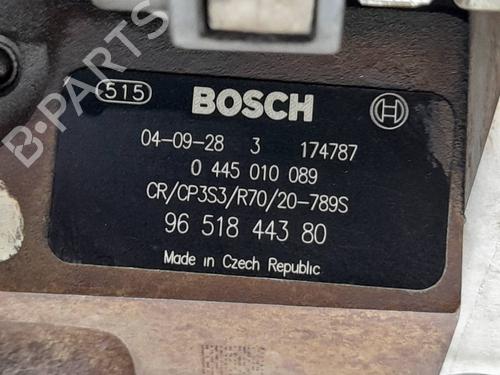 515 BOSCH
04-09-28 3 174787
0 445 010 089
CR/CP3S3/R70/20-789S
96 518 443 80
Made in Czech Republic
B-PARTS